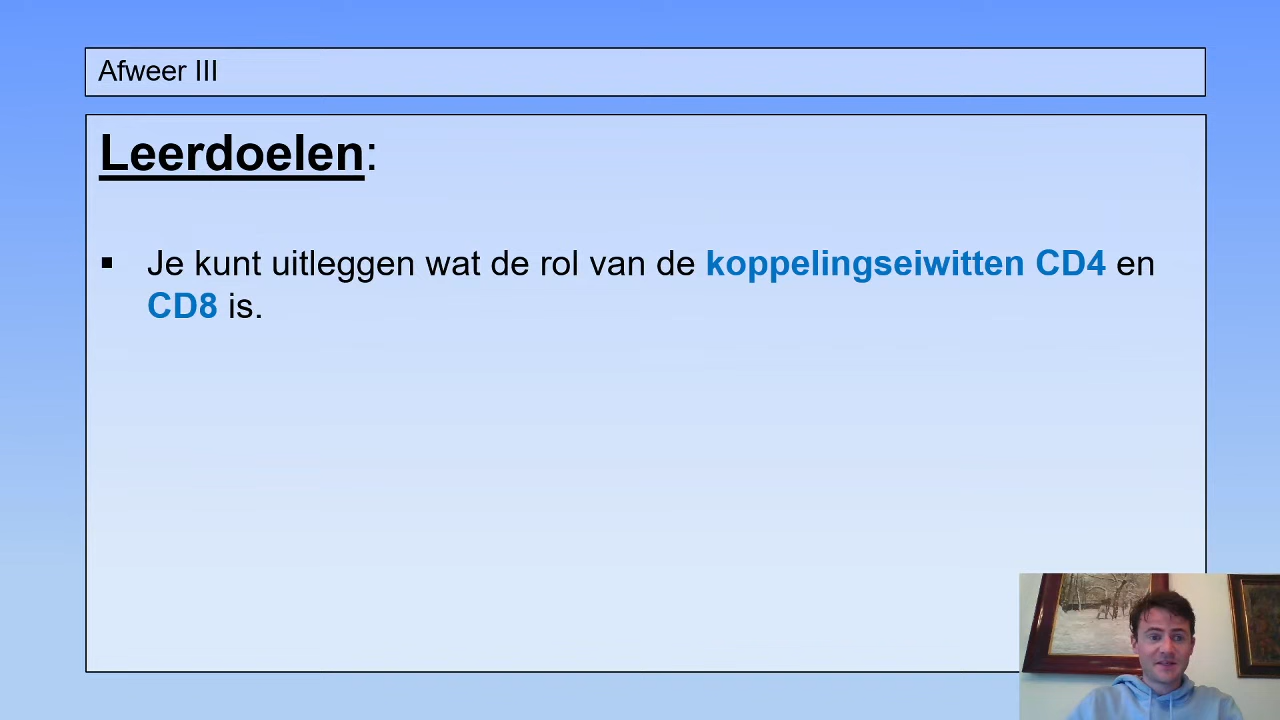 Afweer III
Leerdoelen:
▪ Je kunt uitleggen wat de rol van de koppelingseiwitten CD4 en
CD8 is.